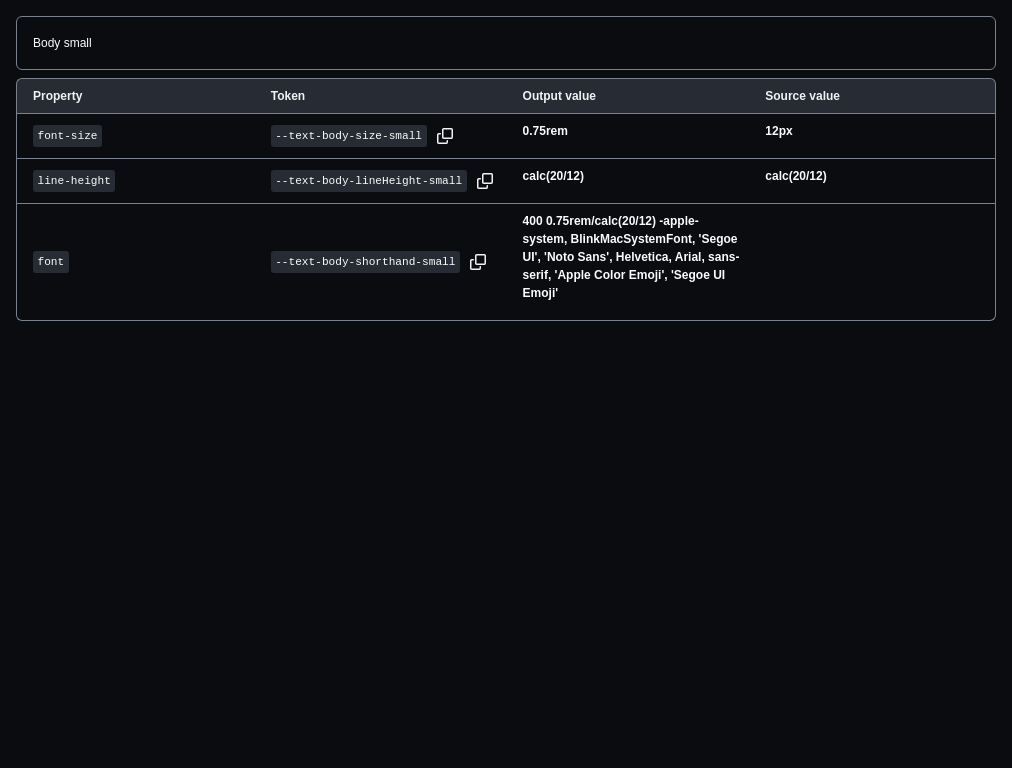 Body small
Property Token Output value Source value
font-size --text-body-size-small 0.75rem 12px
line-height --text-body-lineHeight-small calc(20/12) calc(20/12)
font --text-body-shorthand-small 400 0.75rem/calc(20/12) -apple-
system, BlinkMacSystemFont, 'Segoe
UI', 'Noto Sans', Helvetica, Arial, sans-
serif, 'Apple Color Emoji', 'Segoe UI
Emoji'